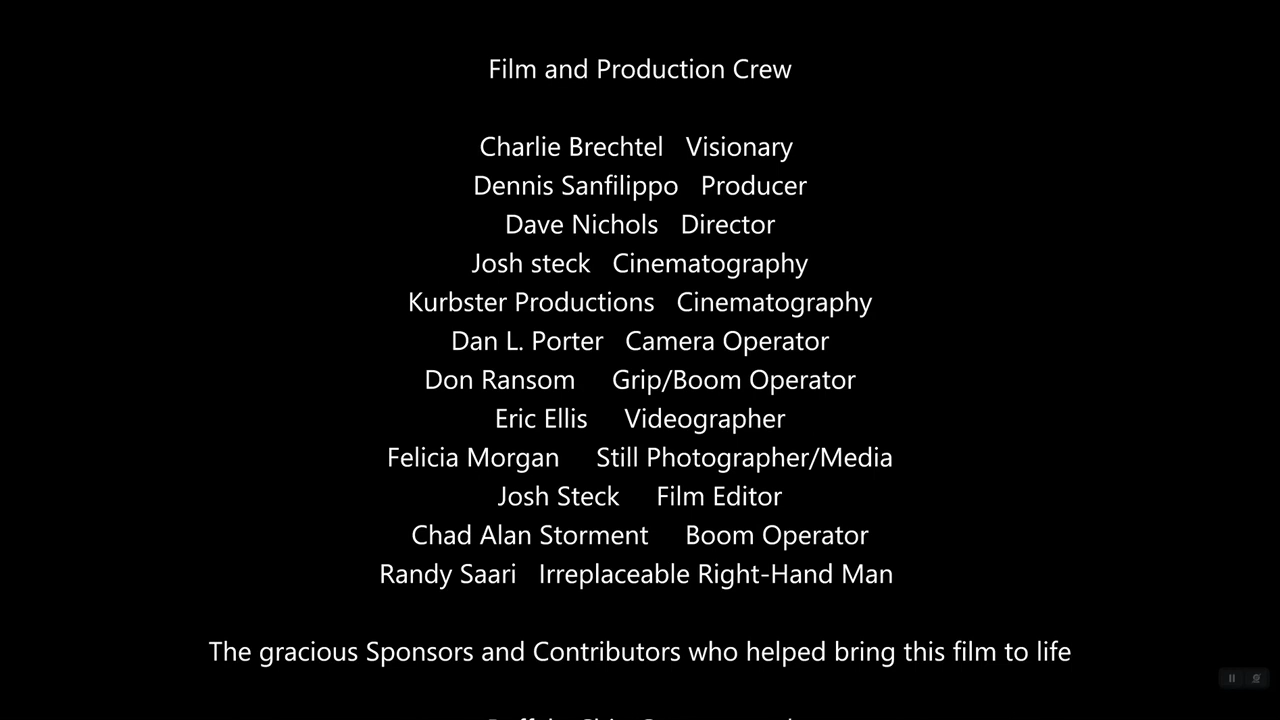 Film and Production Crew
Charlie Brechtel Visionary
Dennis Sanfilippo Producer
Dave Nichols Director
Josh steck Cinematography
Kurbster Productions Cinematography
Dan L. Porter Camera Operator
Don Ransom Grip/Boom Operator
Eric Ellis Videographer
Felicia Morgan Still Photographer/Media
Josh Steck Film Editor
Chad Alan Storment Boom Operator
Randy Saari Irreplaceable Right-Hand Man
The gracious Sponsors and Contributors who helped bring this film to life